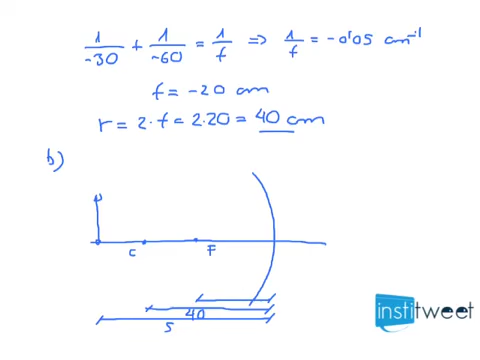 1/-30 + 1/-60 = 1/f ⇒ 1/f = -0'05 cm⁻¹
f = -20 cm
r = 2·f = 2·20 = 40 cm
b)
C F
40
s
institweet